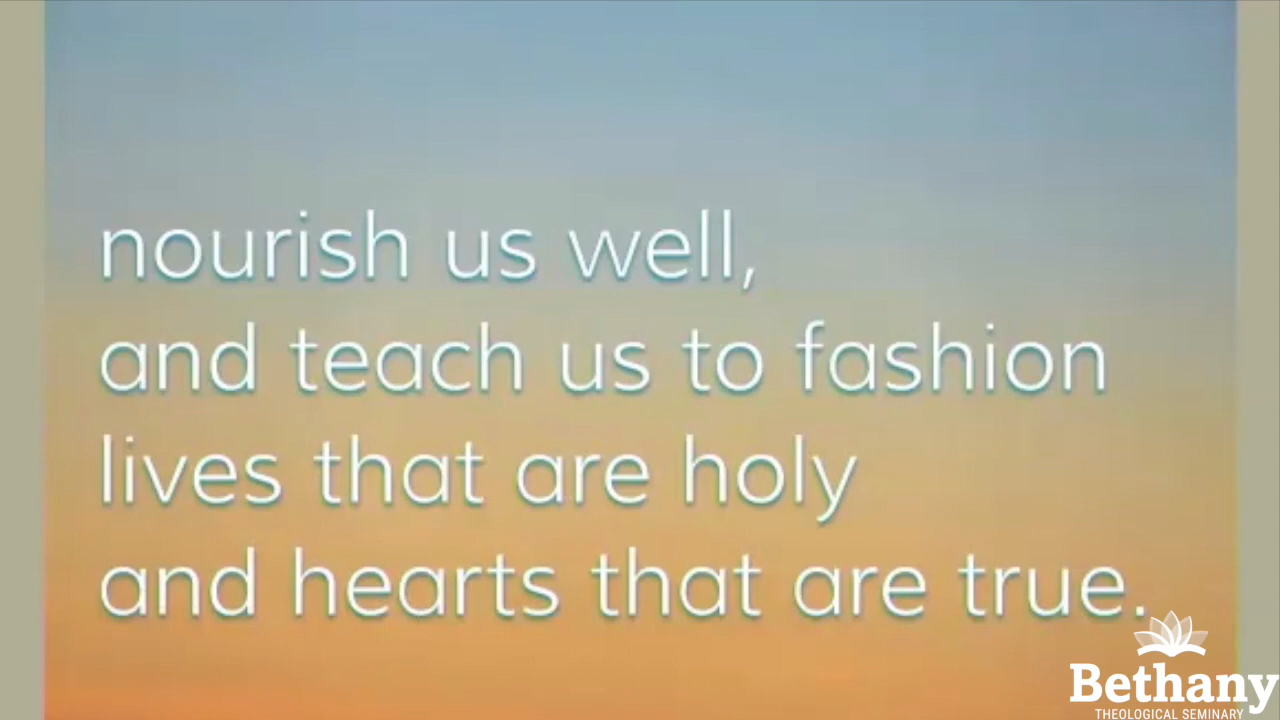 nourish us well,
and teach us to fashion
lives that are holy
and hearts that are true.
Bethany
THEOLOGICAL SEMINARY